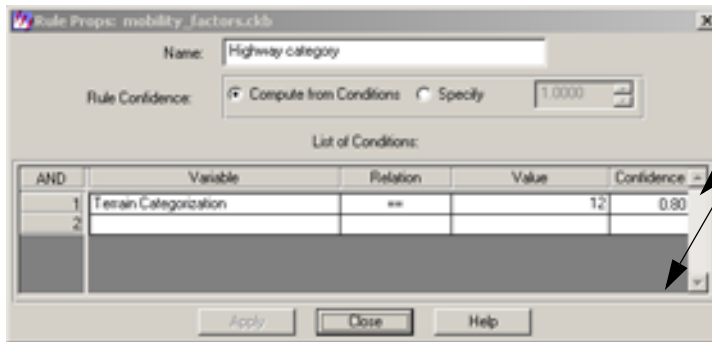 Rule Props: mobility_factors.ckb
Name: Highway category
Rule Confidence: Compute from Conditions Specify 1.0000
List of Conditions:
AND Variable Relation Value Confidence
1 Terrain Categorization == 12 0.80
2
Apply Close Help